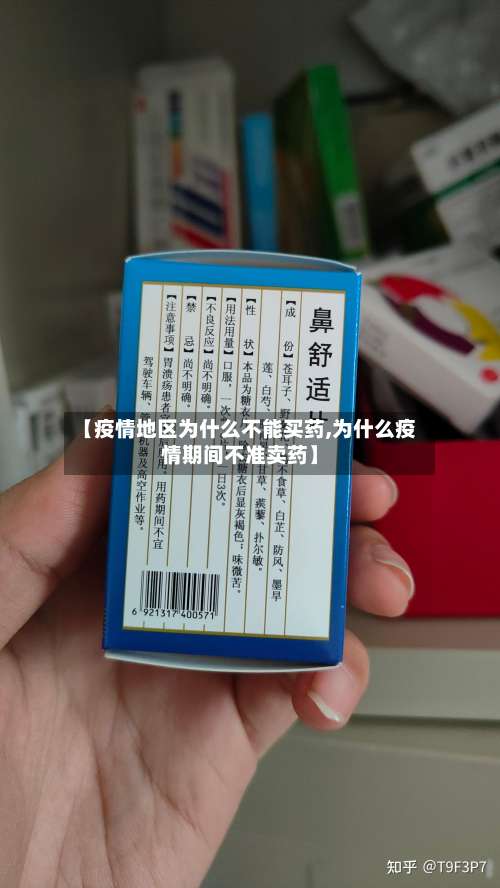 鼻舒适片
【成　份】苍耳子、野 不食草、白芷、防风、墨旱
莲、白芍、 甘草、蒺藜、扑尔敏。
【性　状】本品为糖衣 糖衣后显灰褐色；味微苦。
【用法用量】口服，一次 一日3次。
【不良反应】尚不明确。
【禁　忌】尚不明确。
【注意事项】胃溃疡患者 用。用药期间不宜
驾驶车辆、 机器及高空作业等。
【疫情地区为什么不能买药,为什么疫
情期间不准卖药】
6 921317 400571
知乎 @T9F3P7